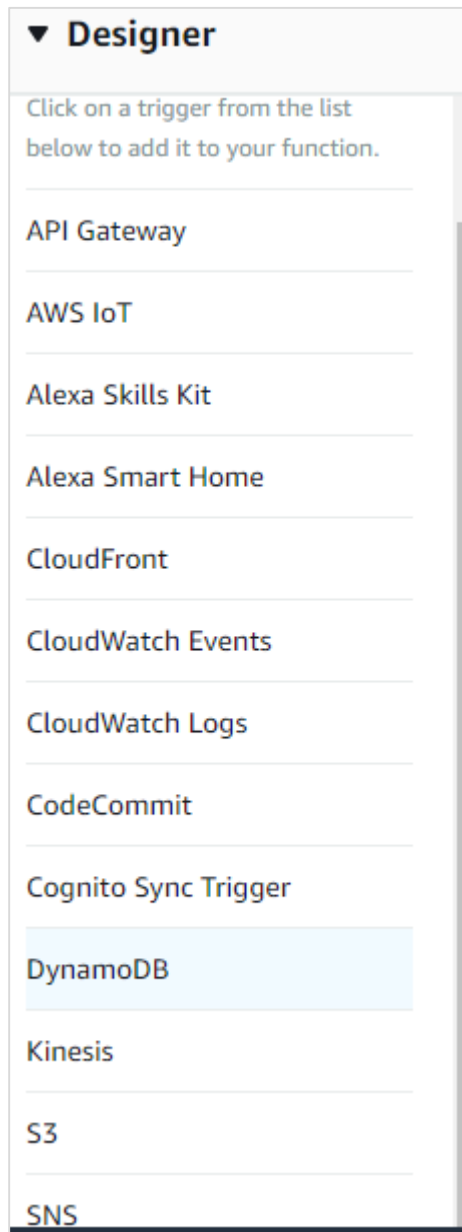 Designer
Click on a trigger from the list
below to add it to your function.
API Gateway
AWS IoT
Alexa Skills Kit
Alexa Smart Home
CloudFront
CloudWatch Events
CloudWatch Logs
CodeCommit
Cognito Sync Trigger
DynamoDB
Kinesis
S3
SNS